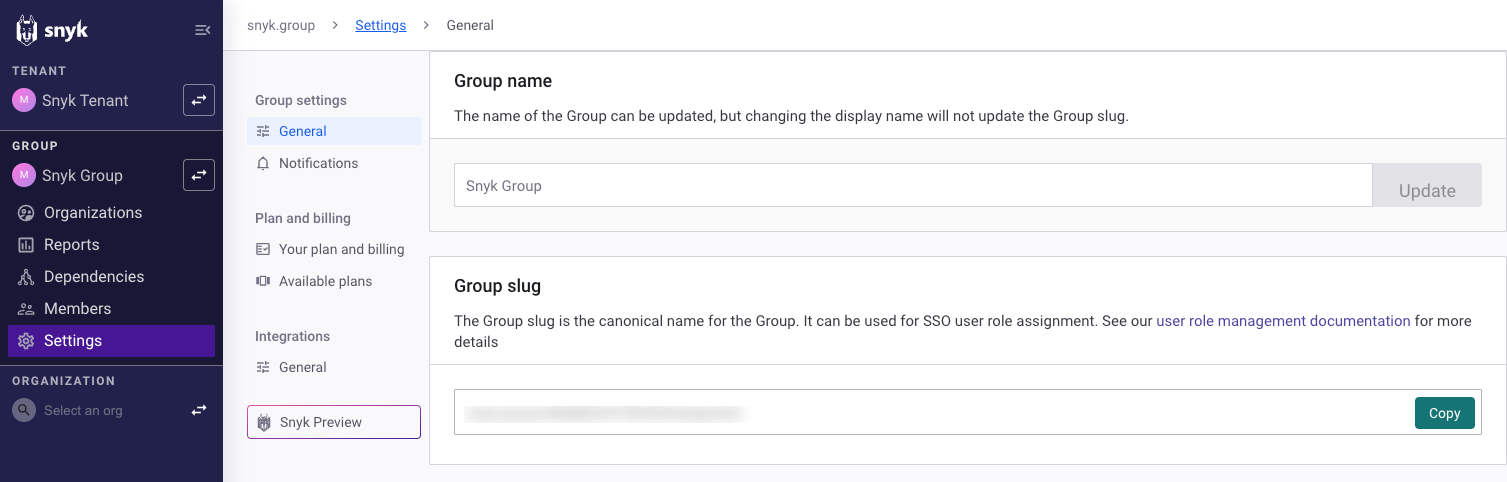 snyk
TENANT
M Snyk Tenant
GROUP
M Snyk Group
Organizations
Reports
Dependencies
Members
Settings
ORGANIZATION
Select an org
snyk.group > Settings > General
Group settings
General
Notifications
Plan and billing
Your plan and billing
Available plans
Integrations
General
Snyk Preview
Group name
The name of the Group can be updated, but changing the display name will not update the Group slug.
Snyk Group
Update
Group slug
The Group slug is the canonical name for the Group. It can be used for SSO user role assignment. See our user role management documentation for more
details
Copy